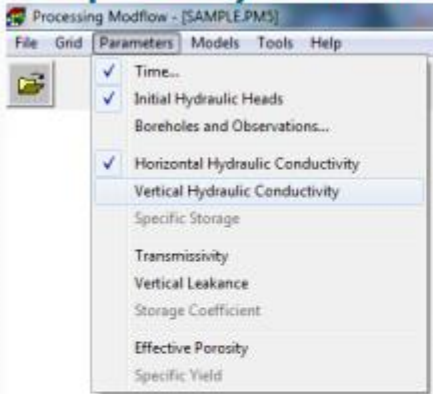 Processing Modflow - [SAMPLE.PM5]
File Grid Parameters Models Tools Help
Time...
Initial Hydraulic Heads
Boreholes and Observations...
Horizontal Hydraulic Conductivity
Vertical Hydraulic Conductivity
Specific Storage
Transmissivity
Vertical Leakance
Storage Coefficient
Effective Porosity
Specific Yield